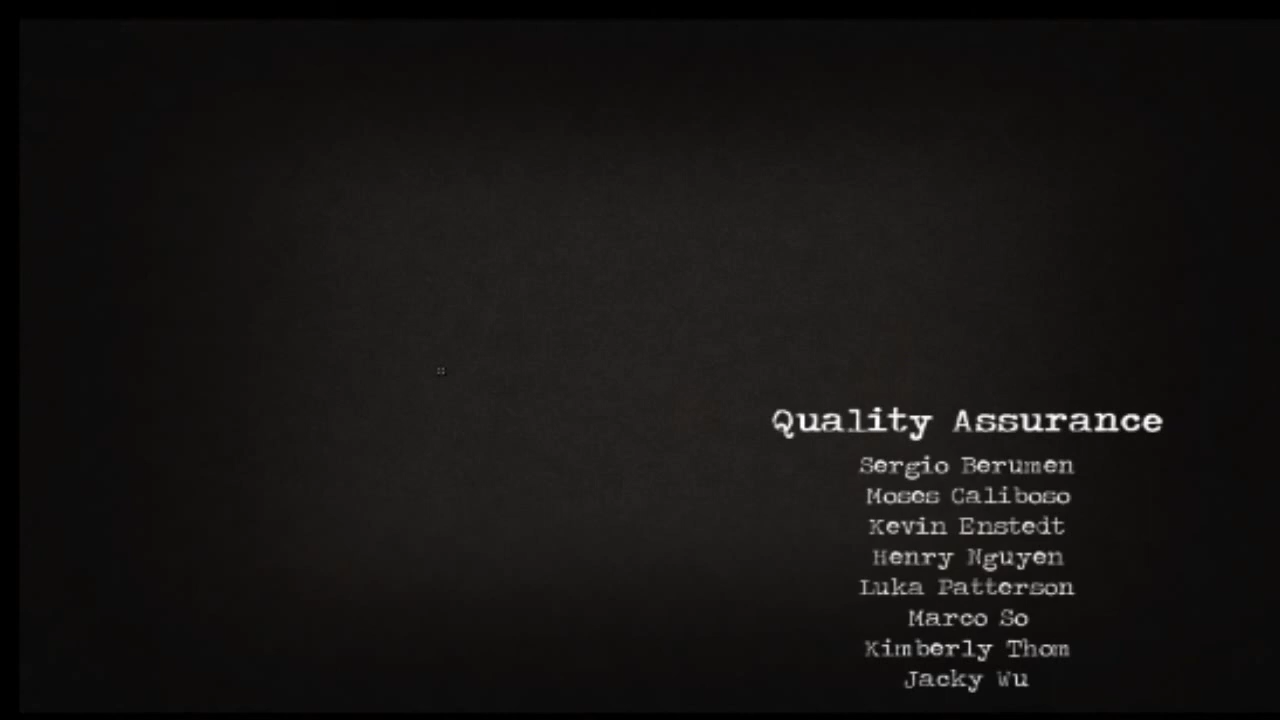 Quality Assurance
Sergio Berumen
Moses Caliboso
Kevin Enstedt
Henry Nguyen
Luka Patterson
Marco So
Kimberly Thom
Jacky Wu